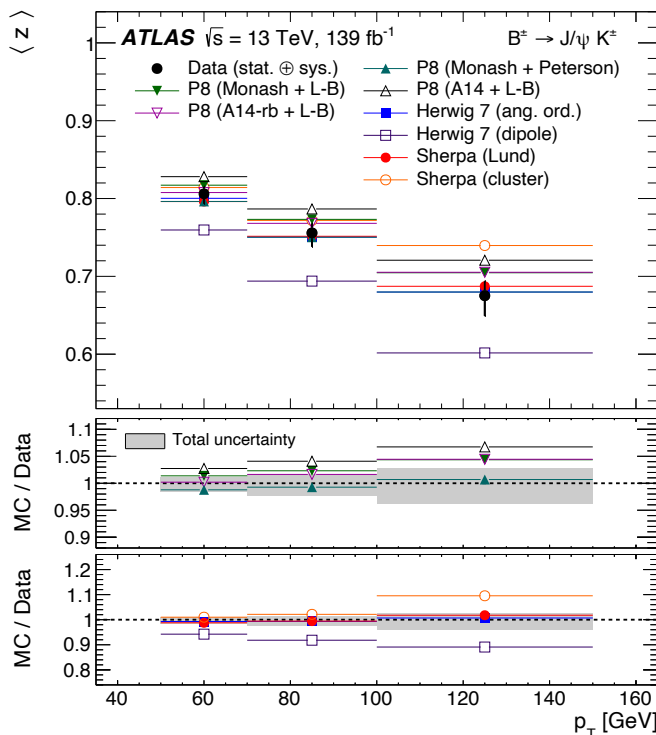 ⟨ z ⟩
ATLAS √s = 13 TeV, 139 fb⁻¹
B± → J/ψ K±
Data (stat. ⊕ sys.)
P8 (Monash + L-B)
P8 (A14-rb + L-B)
P8 (Monash + Peterson)
P8 (A14 + L-B)
Herwig 7 (ang. ord.)
Herwig 7 (dipole)
Sherpa (Lund)
Sherpa (cluster)
1
0.9
0.8
0.7
0.6
MC / Data
Total uncertainty
1.1
1.05
1
0.95
0.9
MC / Data
1.2
1.1
1
0.9
0.8
40 60 80 100 120 140 160
p_T [GeV]